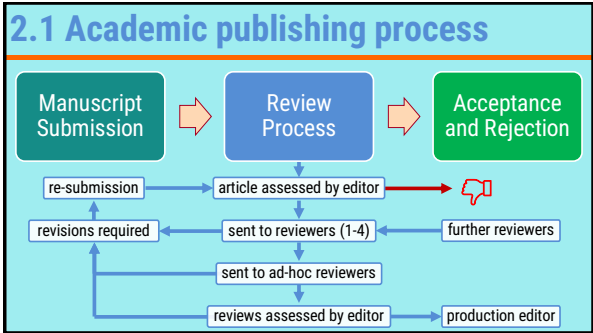 2.1 Academic publishing process
Manuscript
Submission
Review
Process
Acceptance
and Rejection
re-submission
article assessed by editor
revisions required
sent to reviewers (1-4)
further reviewers
sent to ad-hoc reviewers
reviews assessed by editor
production editor